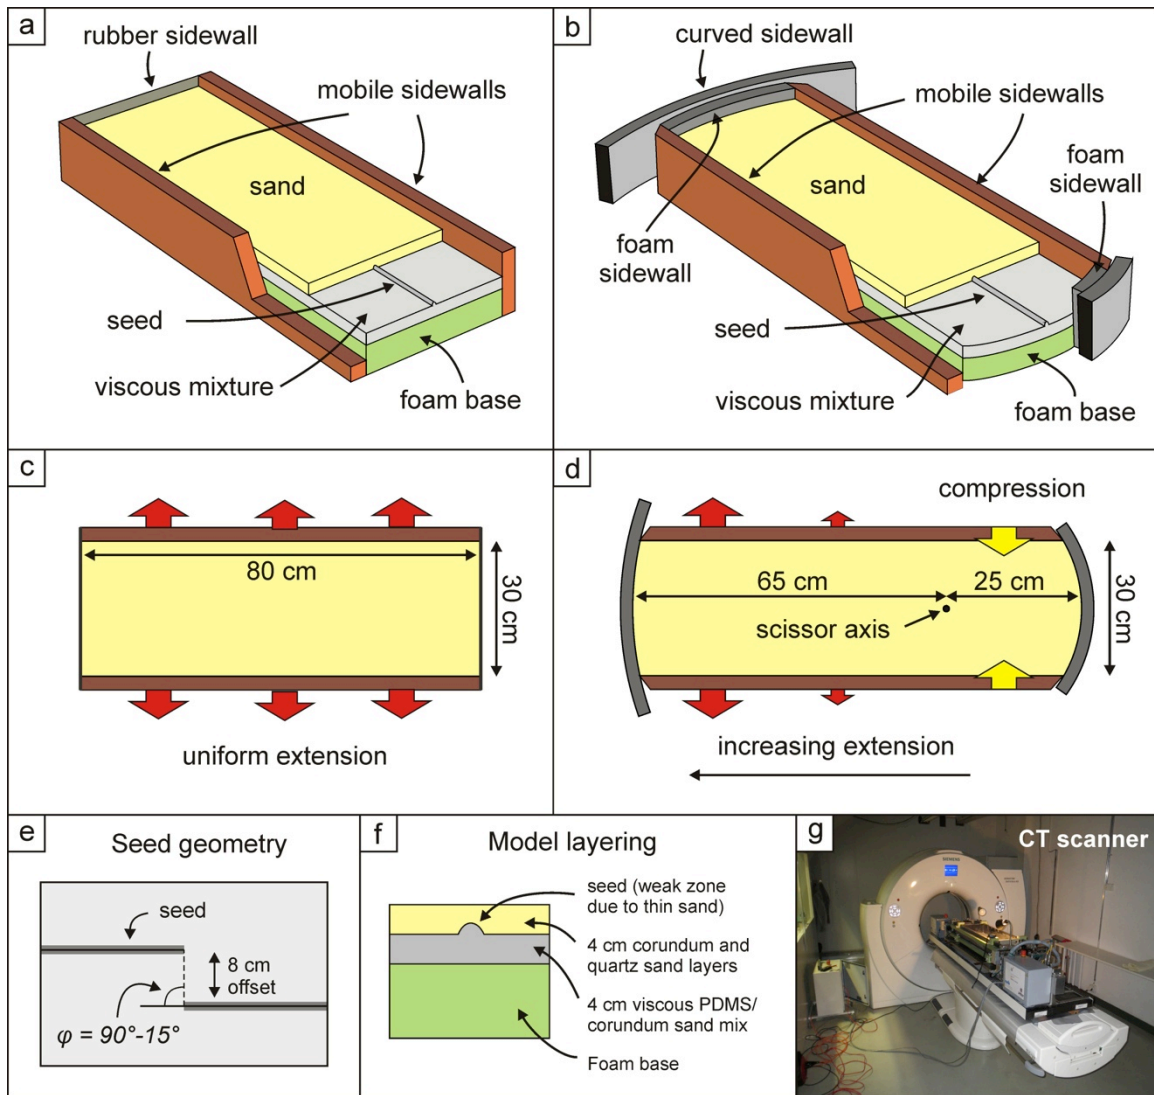 a
rubber sidewall
mobile sidewalls
sand
seed
viscous mixture
foam base
b
curved sidewall
mobile sidewalls
foam
sidewall
sand
foam
sidewall
seed
viscous mixture
foam base
c
80 cm
30 cm
uniform extension
d
compression
65 cm
25 cm
scissor axis
30 cm
increasing extension
e
Seed geometry
seed
8 cm
offset
φ = 90°-15°
f
Model layering
seed (weak zone
due to thin sand)
4 cm corundum and
quartz sand layers
4 cm viscous PDMS/
corundum sand mix
Foam base
g
CT scanner